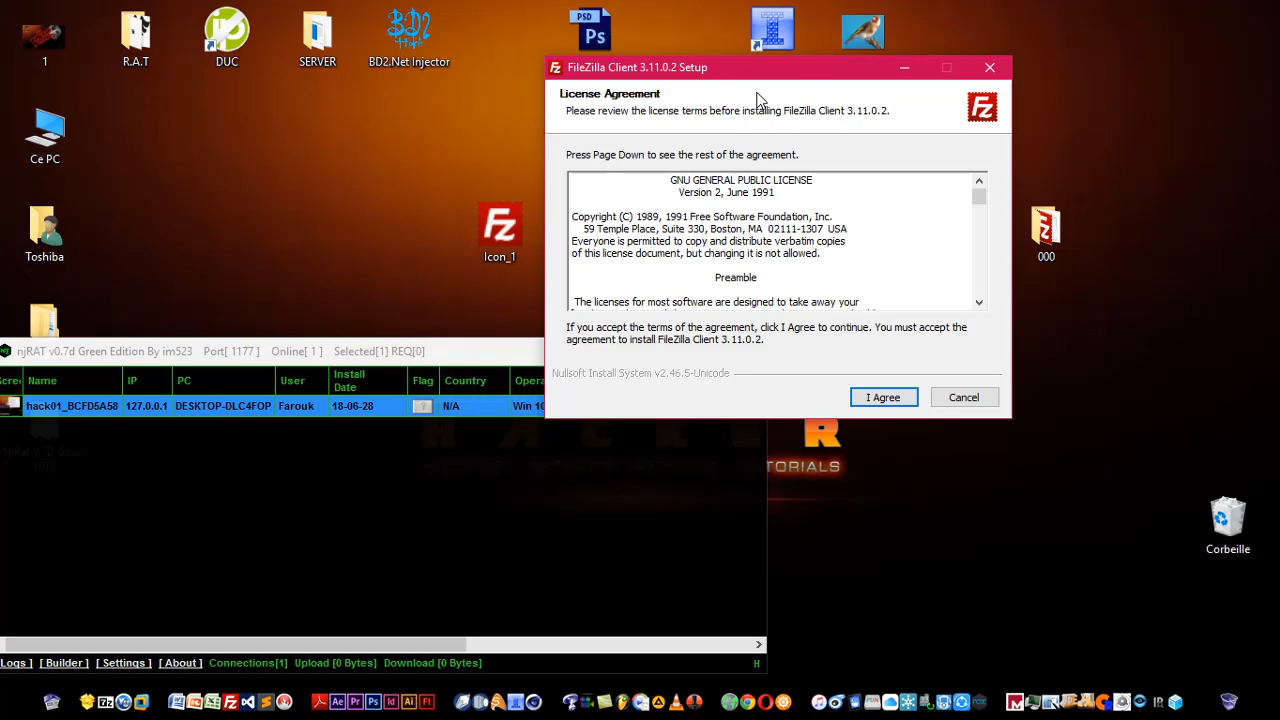 1
R.A.T
DUC
SERVER
BD2.Net Injector
PSD
Ps
Ce PC
Toshiba
Icon_1
000
Corbeille
FileZilla Client 3.11.0.2 Setup
License Agreement
Please review the license terms before installing FileZilla Client 3.11.0.2.
Press Page Down to see the rest of the agreement.
GNU GENERAL PUBLIC LICENSE
Version 2, June 1991
Copyright (C) 1989, 1991 Free Software Foundation, Inc.
59 Temple Place, Suite 330, Boston, MA 02111-1307 USA
Everyone is permitted to copy and distribute verbatim copies
of this license document, but changing it is not allowed.
Preamble
The licenses for most software are designed to take away your
If you accept the terms of the agreement, click I Agree to continue. You must accept the
agreement to install FileZilla Client 3.11.0.2.
Nullsoft Install System v2.46.5-Unicode
I Agree
Cancel
njRAT v0.7d Green Edition By im523 Port[ 1177 ] Online[ 1 ] Selected[1] REQ[0]
Scree Name IP PC User Install Date Flag Country Opera
hack01_BCFD5A58 127.0.0.1 DESKTOP-DLC4FOP Farouk 18-06-28 N/A Win 10
R
TORIALS
Logs ] [ Builder ] [ Settings ] [ About ] Connections[1] Upload [0 Bytes] Download [0 Bytes] H